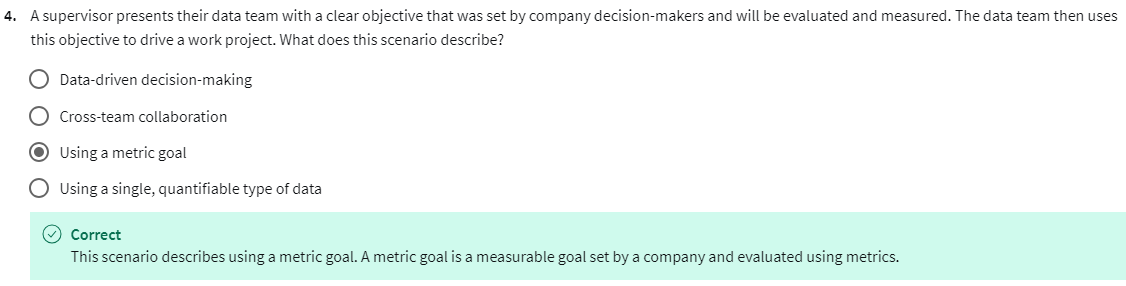 4. A supervisor presents their data team with a clear objective that was set by company decision-makers and will be evaluated and measured. The data team then uses
this objective to drive a work project. What does this scenario describe?
Data-driven decision-making
Cross-team collaboration
Using a metric goal
Using a single, quantifiable type of data
Correct
This scenario describes using a metric goal. A metric goal is a measurable goal set by a company and evaluated using metrics.